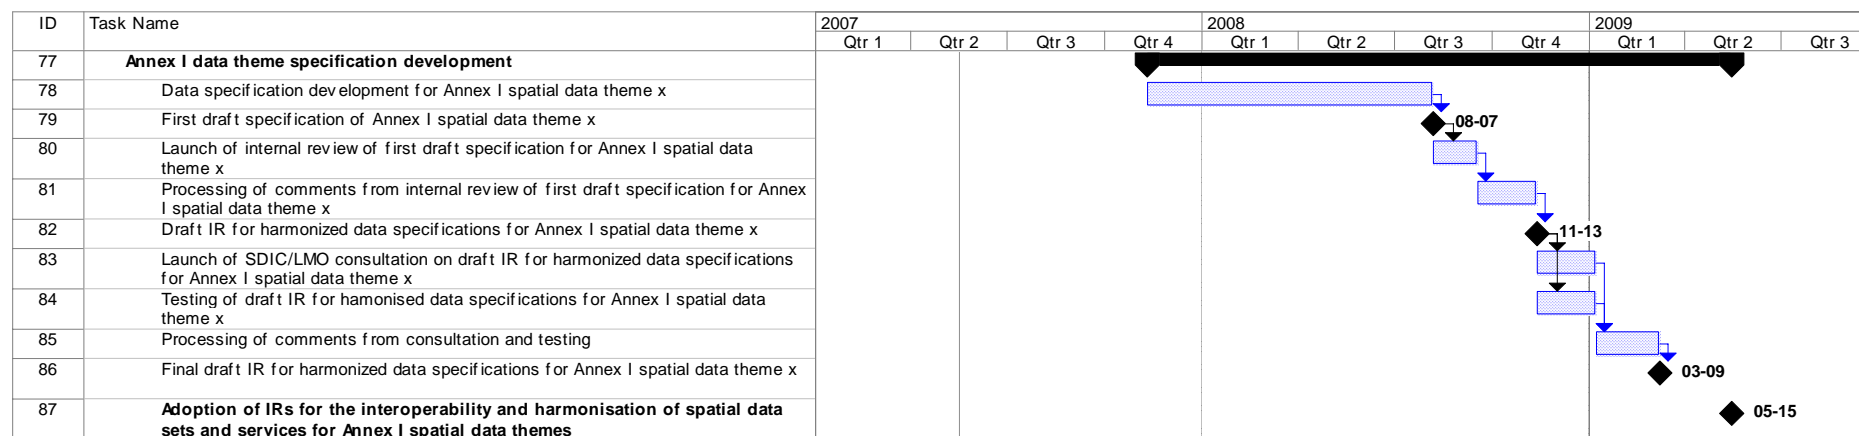 ID Task Name 2007 2008 2009
Qtr 1 Qtr 2 Qtr 3 Qtr 4 Qtr 1 Qtr 2 Qtr 3 Qtr 4 Qtr 1 Qtr 2 Qtr 3
77 Annex I data theme specification development
78 Data specification development for Annex I spatial data theme x
79 First draft specification of Annex I spatial data theme x 08-07
80 Launch of internal review of first draft specification for Annex I spatial data
theme x
81 Processing of comments from internal review of first draft specification for Annex
I spatial data theme x
82 Draft IR for harmonized data specifications for Annex I spatial data theme x 11-13
83 Launch of SDIC/LMO consultation on draft IR for harmonized data specifications
for Annex I spatial data theme x
84 Testing of draft IR for hamonised data specifications for Annex I spatial data
theme x
85 Processing of comments from consultation and testing
86 Final draft IR for harmonized data specifications for Annex I spatial data theme x 03-09
87 Adoption of IRs for the interoperability and harmonisation of spatial data 05-15
sets and services for Annex I spatial data themes